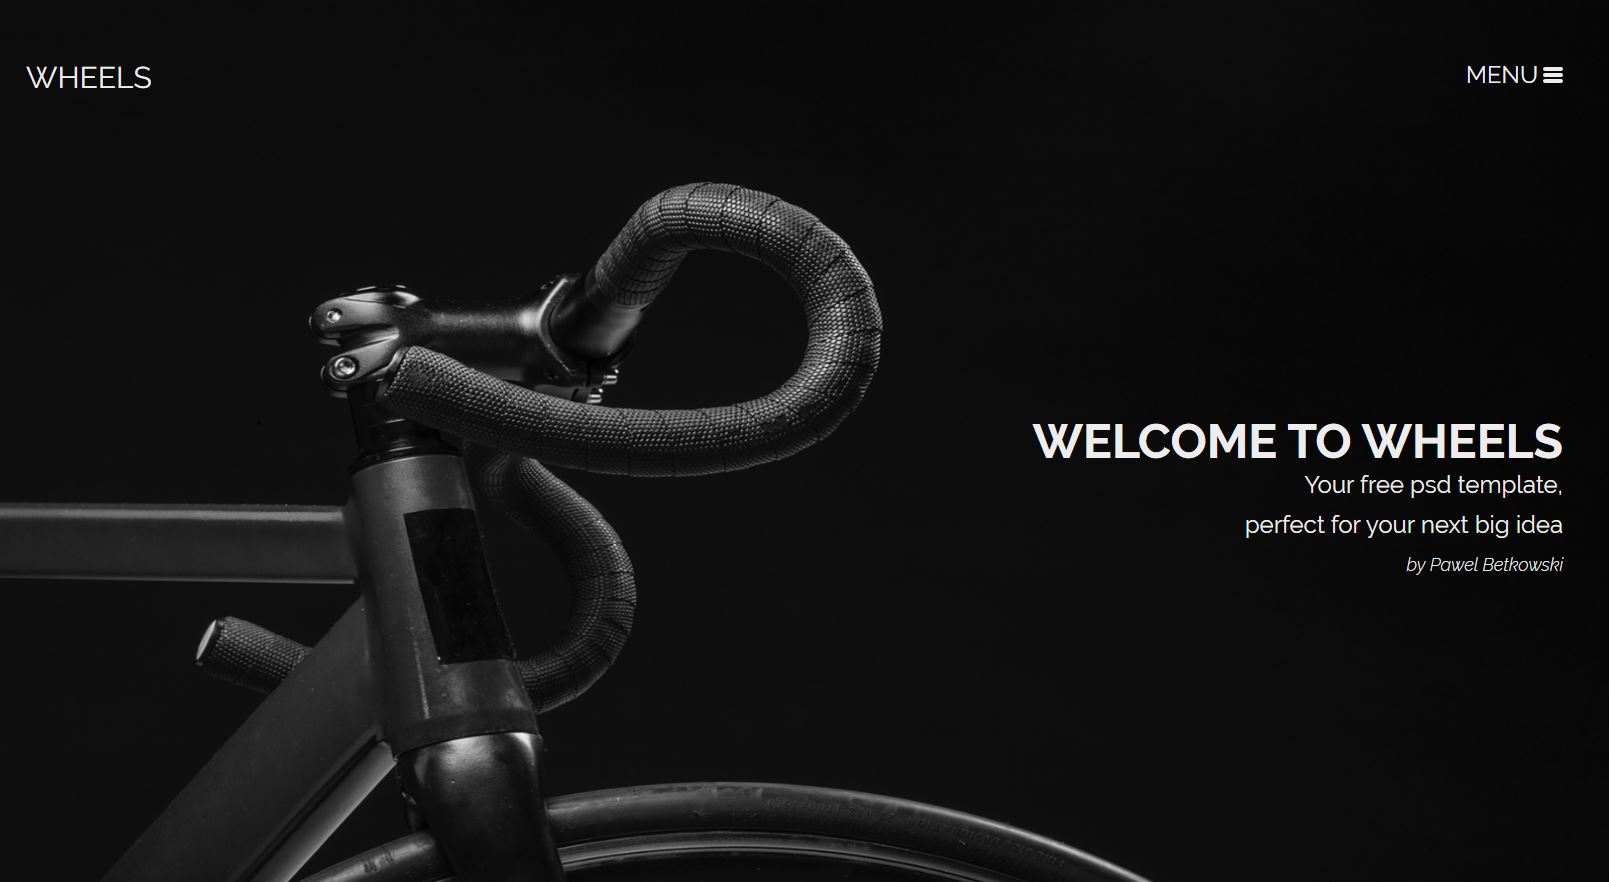 WHEELS
MENU
WELCOME TO WHEELS
Your free psd template,
perfect for your next big idea
by Pawel Betkowski